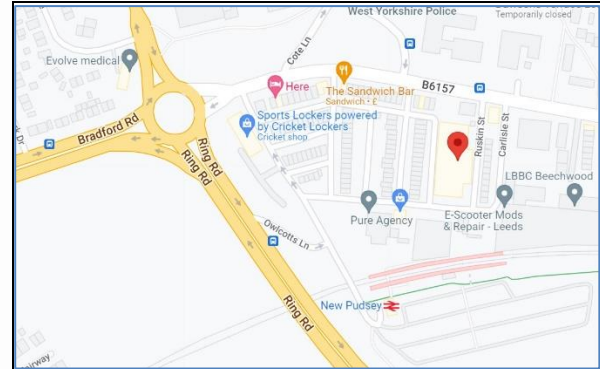 West Yorkshire Police
Temporarily closed
Evolve medical
Cote Ln
Here
The Sandwich Bar
Sandwich • £
B6157
Sports Lockers powered
by Cricket Lockers
Cricket shop
Bradford Rd
Ring Rd
Ring Rd
Ruskin St
Carlisle St
LBBC Beechwood
Pure Agency
E-Scooter Mods
& Repair - Leeds
Owlcotts Ln
New Pudsey
Ring Rd